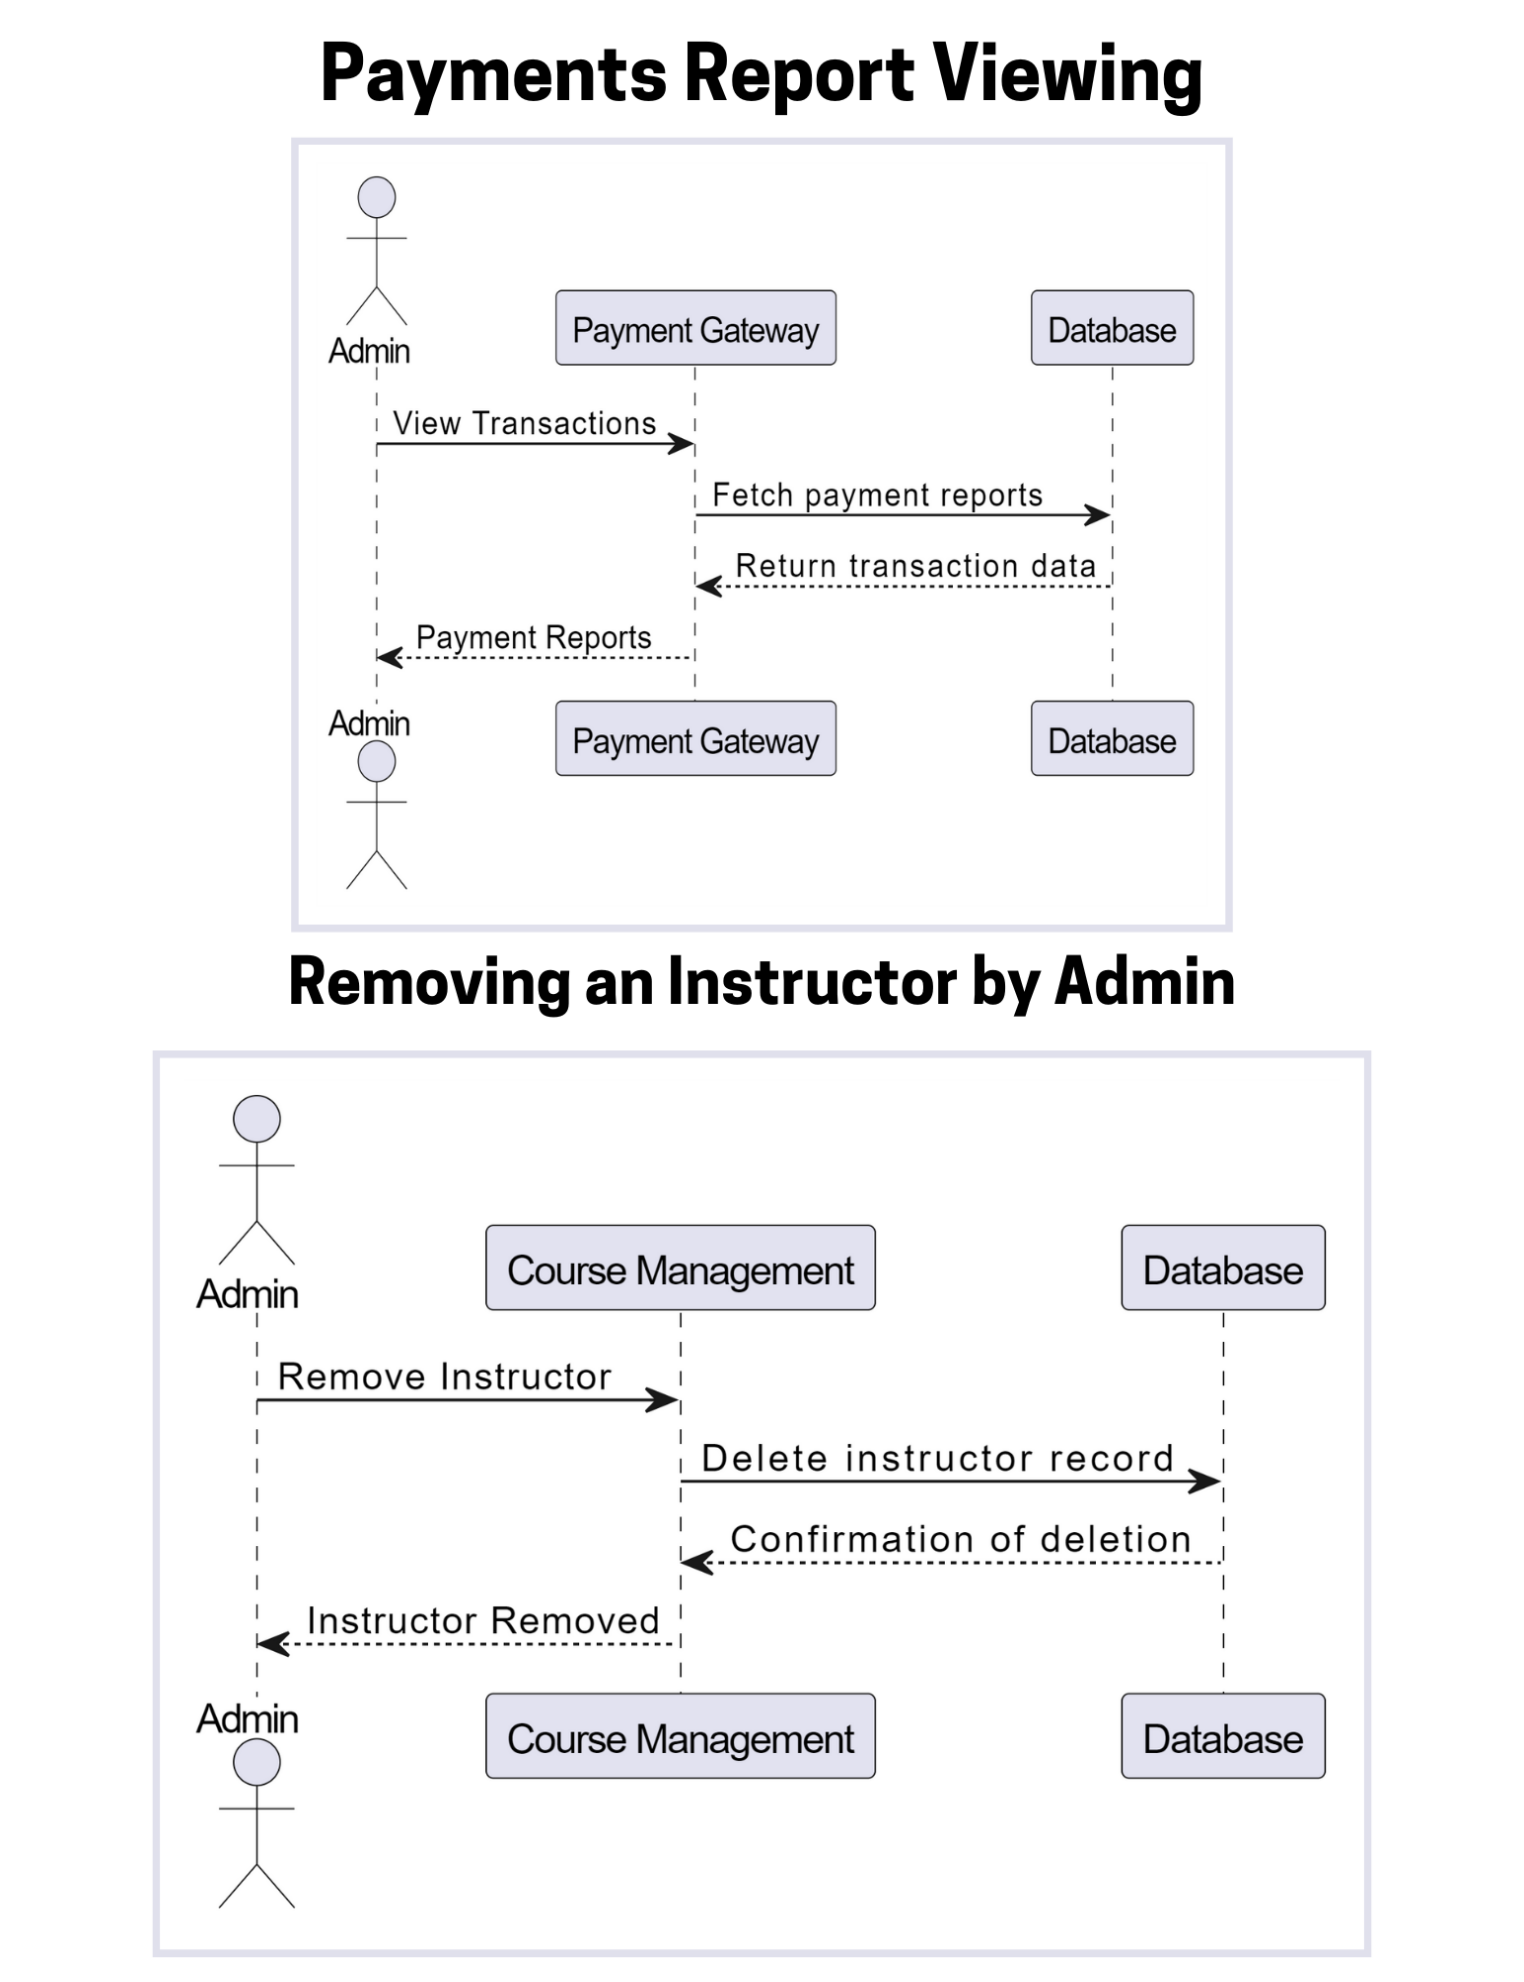 Payments Report Viewing
Admin
Payment Gateway
Database
View Transactions
Fetch payment reports
Return transaction data
Payment Reports
Admin
Payment Gateway
Database
Removing an Instructor by Admin
Admin
Course Management
Database
Remove Instructor
Delete instructor record
Confirmation of deletion
Instructor Removed
Admin
Course Management
Database